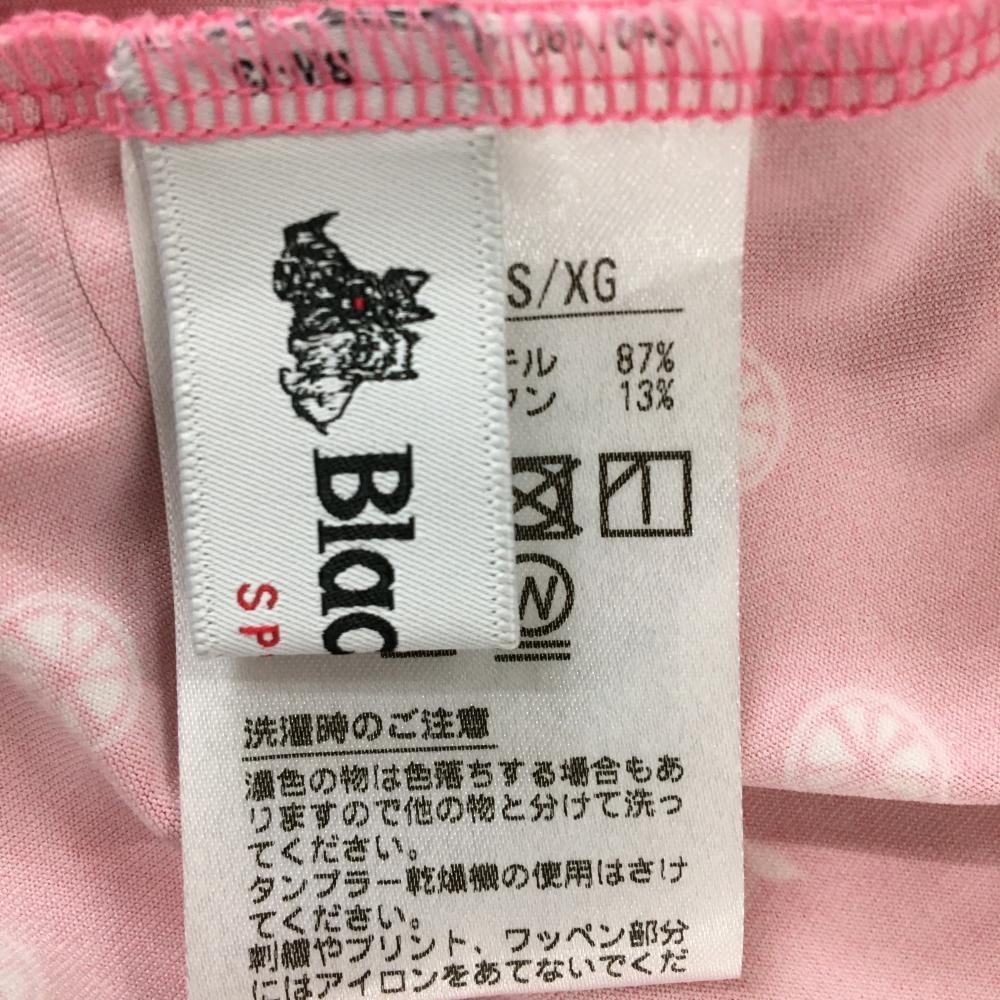 S/XG
ル 87%
ン 13%
Blac
SP
洗濯時のご注意
濃色の物は色落ちする場合もあ
りますので他の物と分けて洗っ
てください。
タンブラー乾燥機の使用はさけ
てください。
刺繍やプリント、ワッペン部分
にはアイロンをあてないでくだ